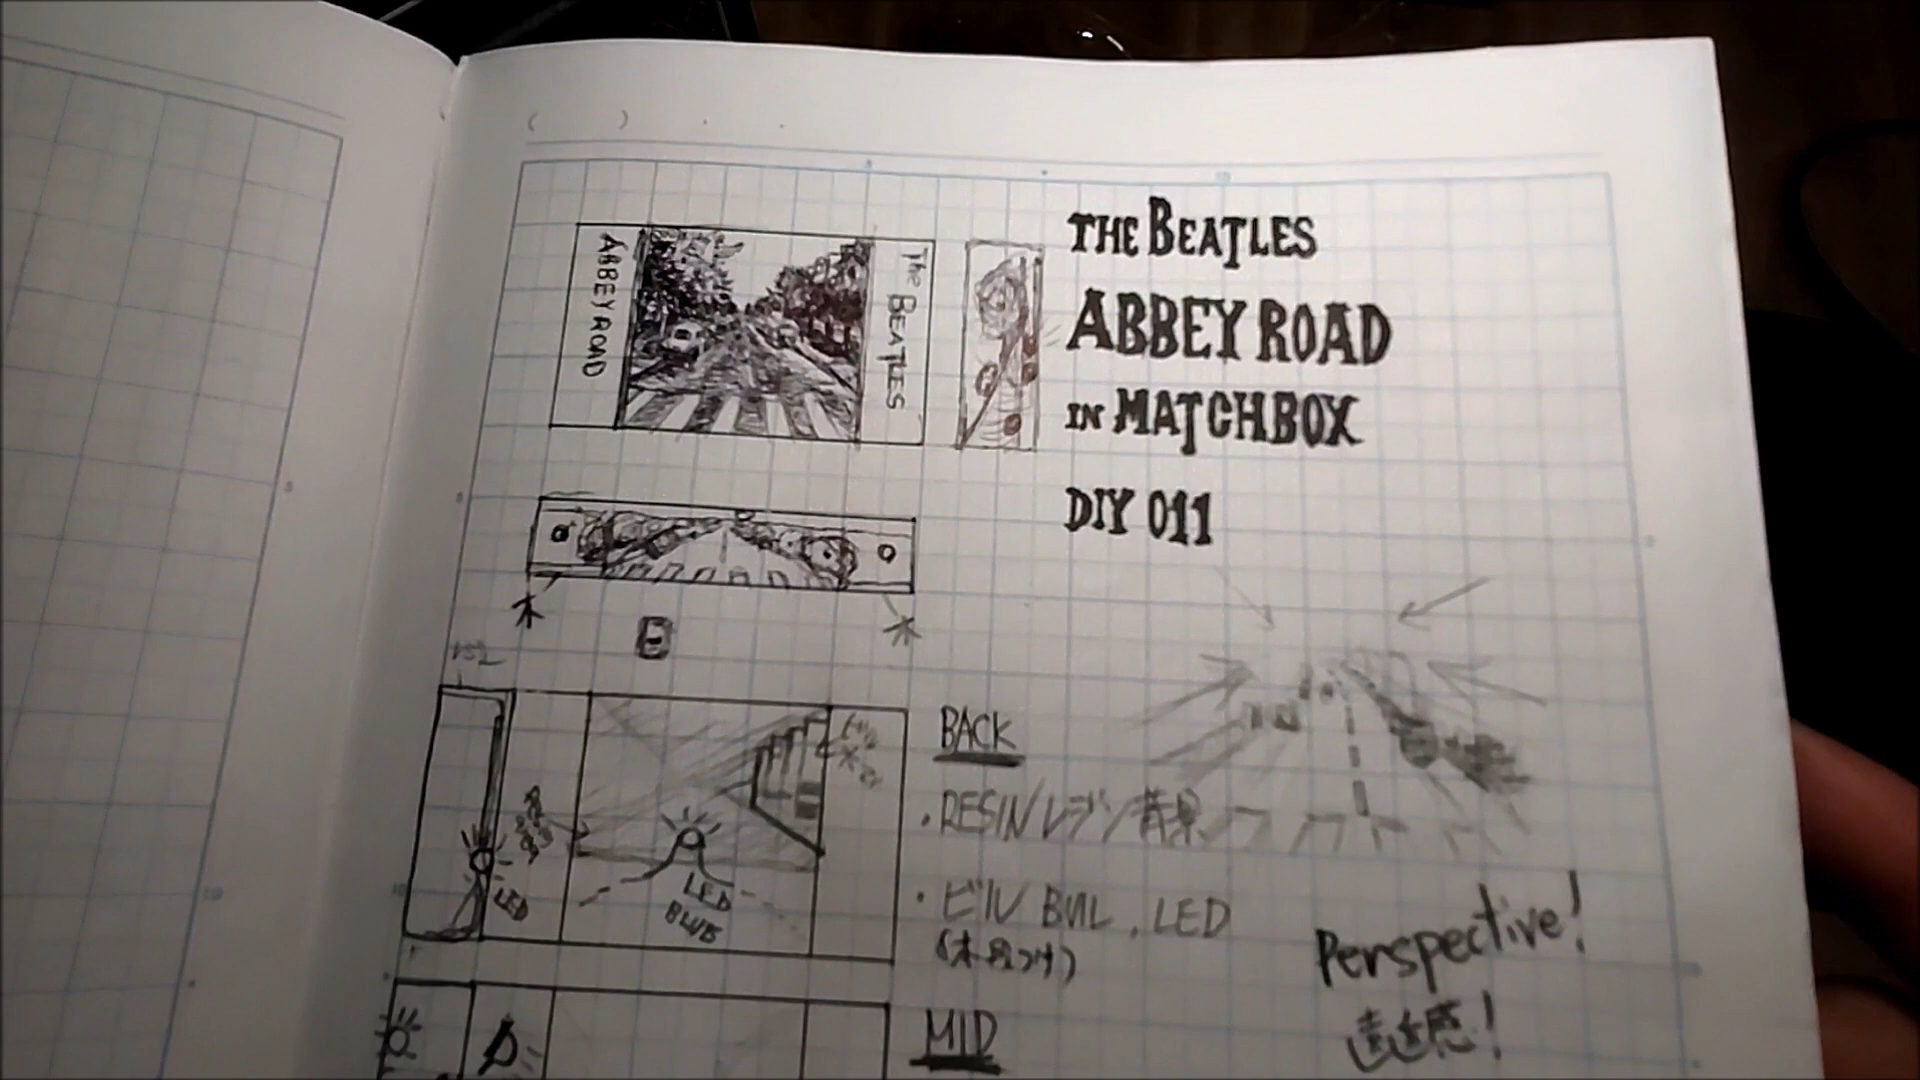 THE BEATLES
ABBEY ROAD
IN MATCHBOX
DIY 011
ABBEY ROAD
The BEATLES
LED
LED
BLUE
BACK
・RESIN レジン 背景
・ビル BUIL, LED
Perspective!
遠近感!
MID